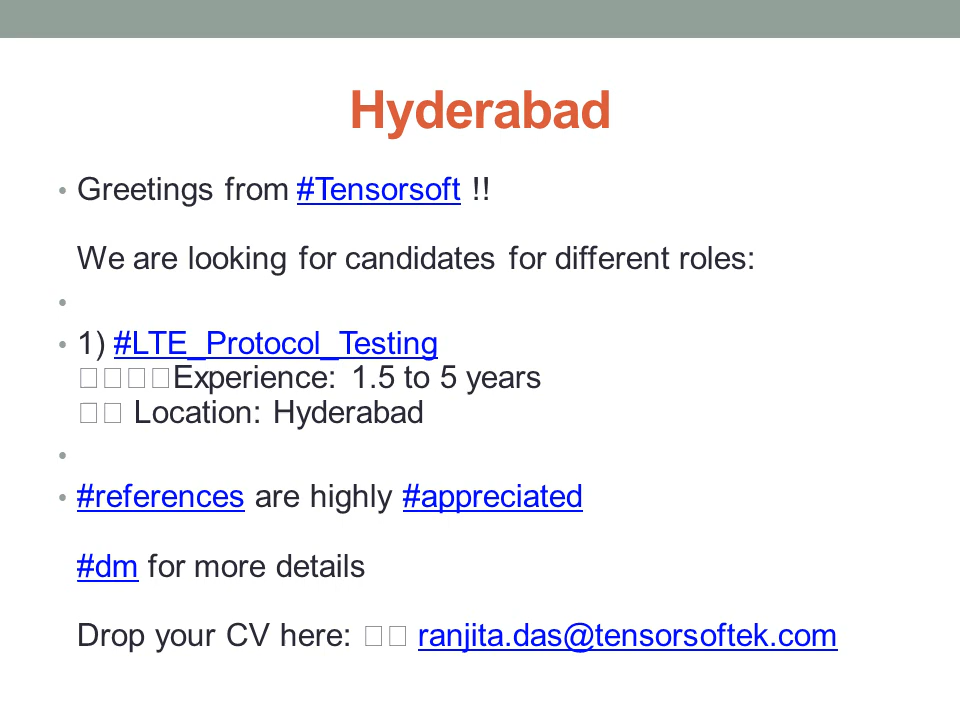 Hyderabad
• Greetings from #Tensorsoft !!
We are looking for candidates for different roles:
•
• 1) #LTE_Protocol_Testing
□□□□Experience: 1.5 to 5 years
□□ Location: Hyderabad
•
• #references are highly #appreciated
#dm for more details
Drop your CV here: □□ ranjita.das@tensorsoftek.com